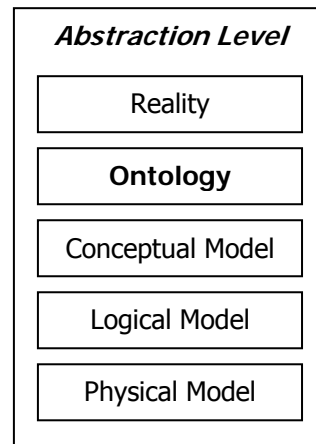 Abstraction Level
Reality
Ontology
Conceptual Model
Logical Model
Physical Model